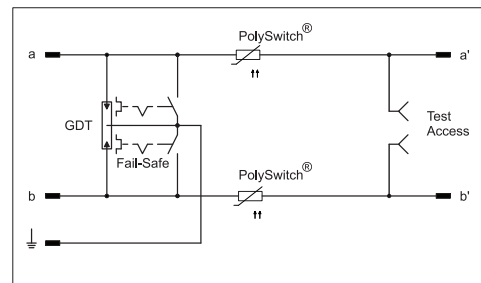 PolySwitch®
a
a'
GDT
Test
Access
Fail-Safe
PolySwitch®
b
b'